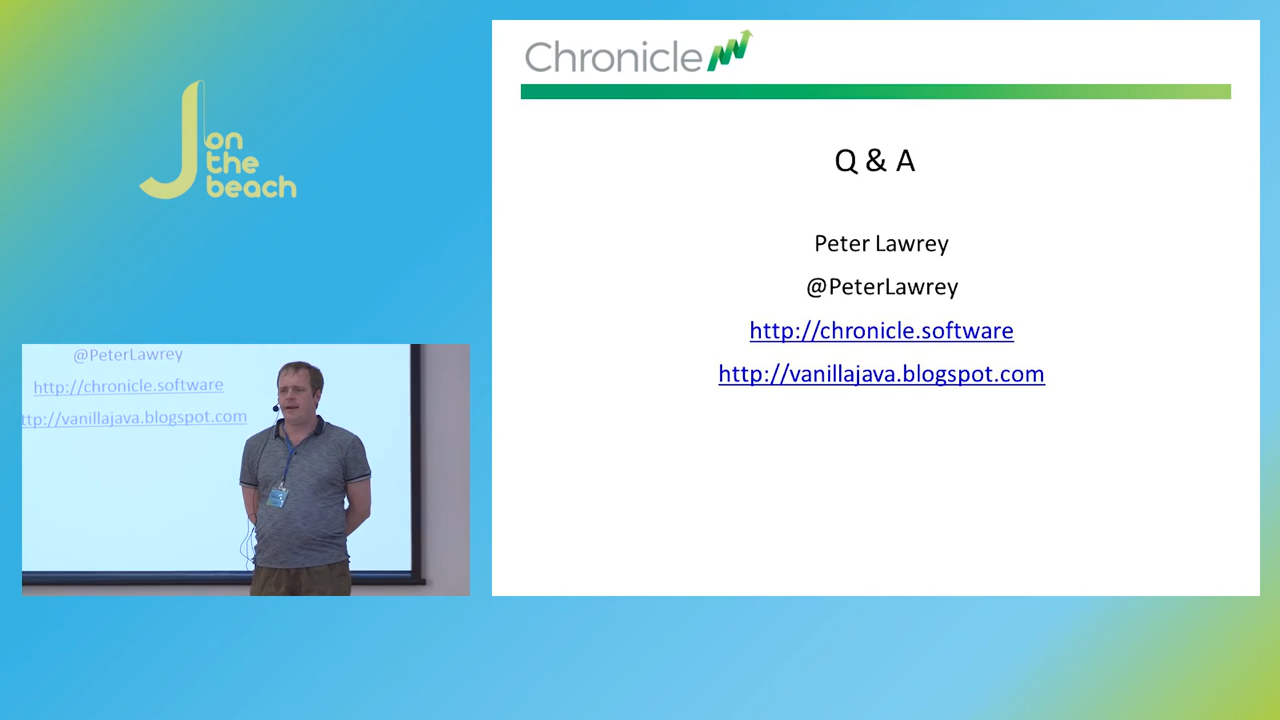 J on
the
beach
Chronicle
Q & A
Peter Lawrey
@PeterLawrey
http://chronicle.software
http://vanillajava.blogspot.com
@PeterLawrey
http://chronicle.software
ttp://vanillajava.blogspot.com